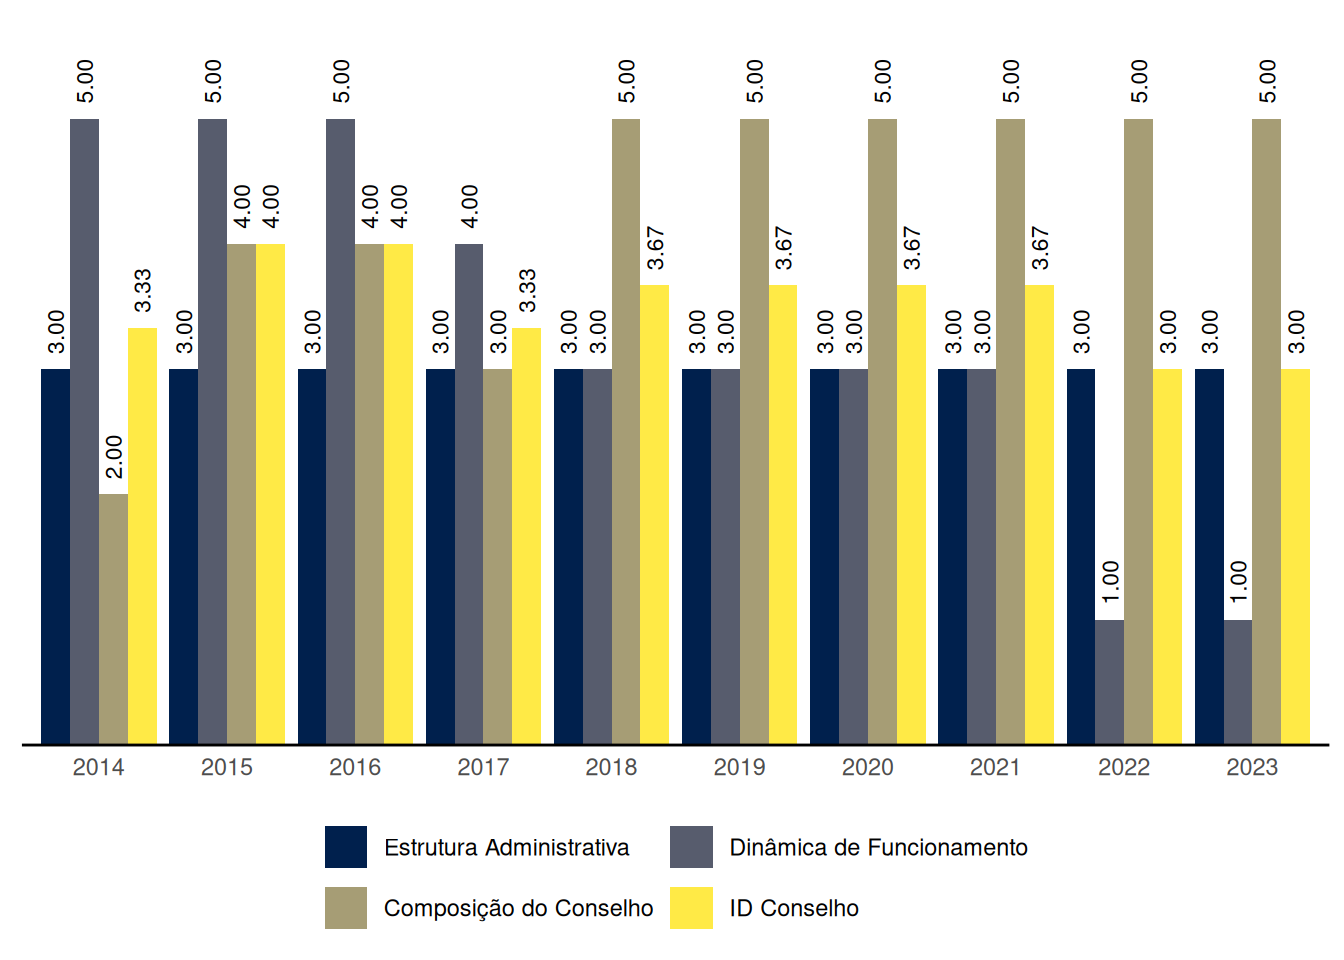 5.00 5.00 5.00 5.00 5.00 5.00 5.00 5.00 5.00
4.00 4.00 4.00 4.00 4.00
3.33 3.33 3.67 3.67 3.67 3.67
3.00 3.00 3.00 3.00 3.00 3.00 3.00 3.00 3.00 3.00 3.00 3.00 3.00 3.00 3.00 3.00 3.00
2.00
1.00 1.00
2014 2015 2016 2017 2018 2019 2020 2021 2022 2023
Estrutura Administrativa Dinâmica de Funcionamento
Composição do Conselho ID Conselho